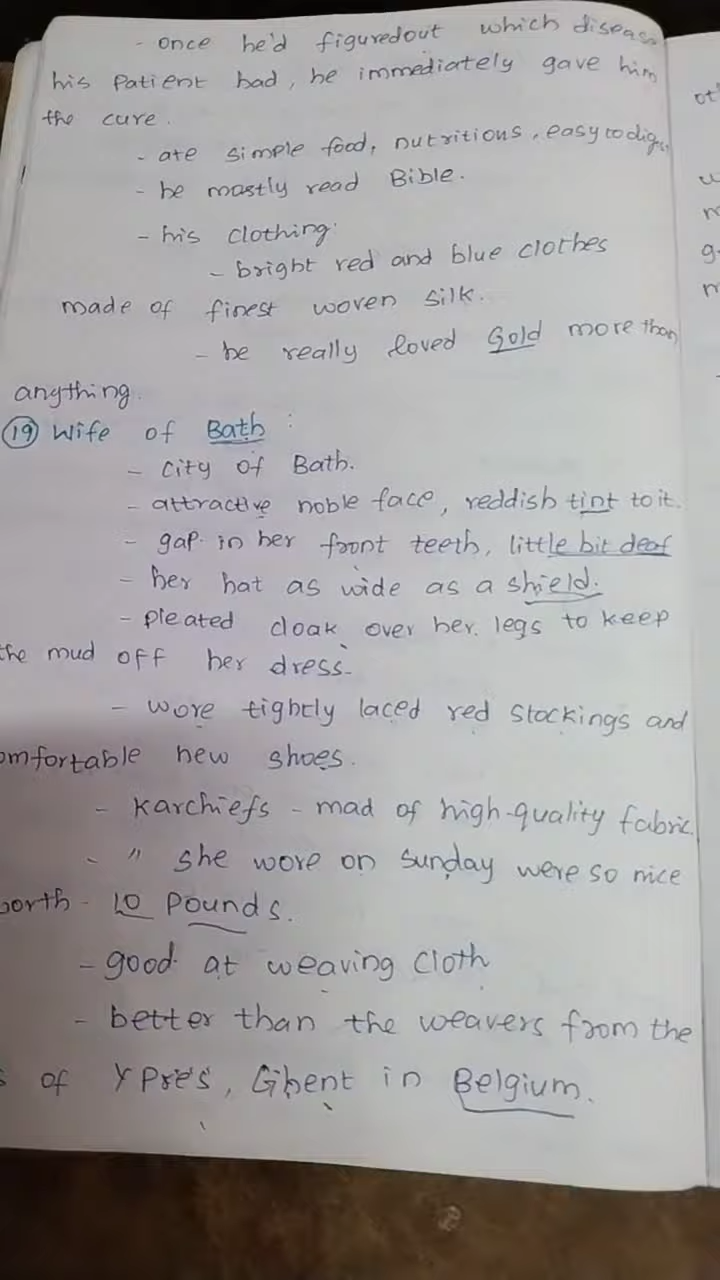 - once he'd figuredout which disease
his patient had, he immediately gave him
the cure.
- ate simple food, nutritions, easy to
- he mastly read Bible.
- his clothing:
- bright red and blue clothes
made of finest woven silk.
- he really loved Gold more than
anything.
19 Wife of Bath :
- City of Bath.
- attractive noble face, reddish tint to it.
- gap in her front teeth, little bit deaf
- her hat as wide as a shield.
- pleated cloak over her legs to keep
the mud off her dress.
- wore tightly laced red stockings and
omfortable new shoes.
- Karchiefs - mad of high-quality fabric.
- " she wore on Sunday were so nice
orth - 10 pounds.
- good at weaving cloth
- better than the weavers from the
s of Ypres, Ghent in Belgium.